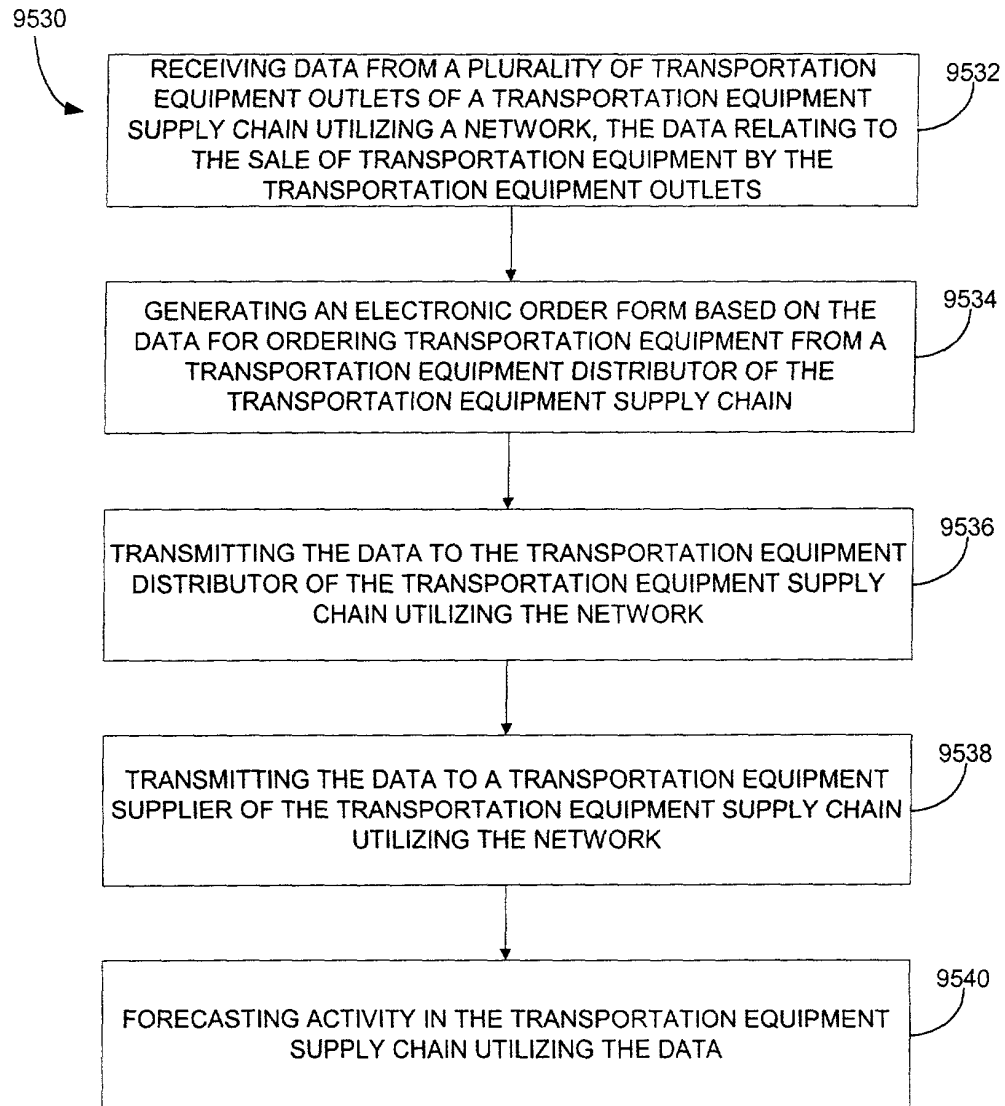 9530
RECEIVING DATA FROM A PLURALITY OF TRANSPORTATION
EQUIPMENT OUTLETS OF A TRANSPORTATION EQUIPMENT
SUPPLY CHAIN UTILIZING A NETWORK, THE DATA RELATING TO
THE SALE OF TRANSPORTATION EQUIPMENT BY THE
TRANSPORTATION EQUIPMENT OUTLETS
9532
GENERATING AN ELECTRONIC ORDER FORM BASED ON THE
DATA FOR ORDERING TRANSPORTATION EQUIPMENT FROM A
TRANSPORTATION EQUIPMENT DISTRIBUTOR OF THE
TRANSPORTATION EQUIPMENT SUPPLY CHAIN
9534
TRANSMITTING THE DATA TO THE TRANSPORTATION EQUIPMENT
DISTRIBUTOR OF THE TRANSPORTATION EQUIPMENT SUPPLY
CHAIN UTILIZING THE NETWORK
9536
TRANSMITTING THE DATA TO A TRANSPORTATION EQUIPMENT
SUPPLIER OF THE TRANSPORTATION EQUIPMENT SUPPLY CHAIN
UTILIZING THE NETWORK
9538
FORECASTING ACTIVITY IN THE TRANSPORTATION EQUIPMENT
SUPPLY CHAIN UTILIZING THE DATA
9540